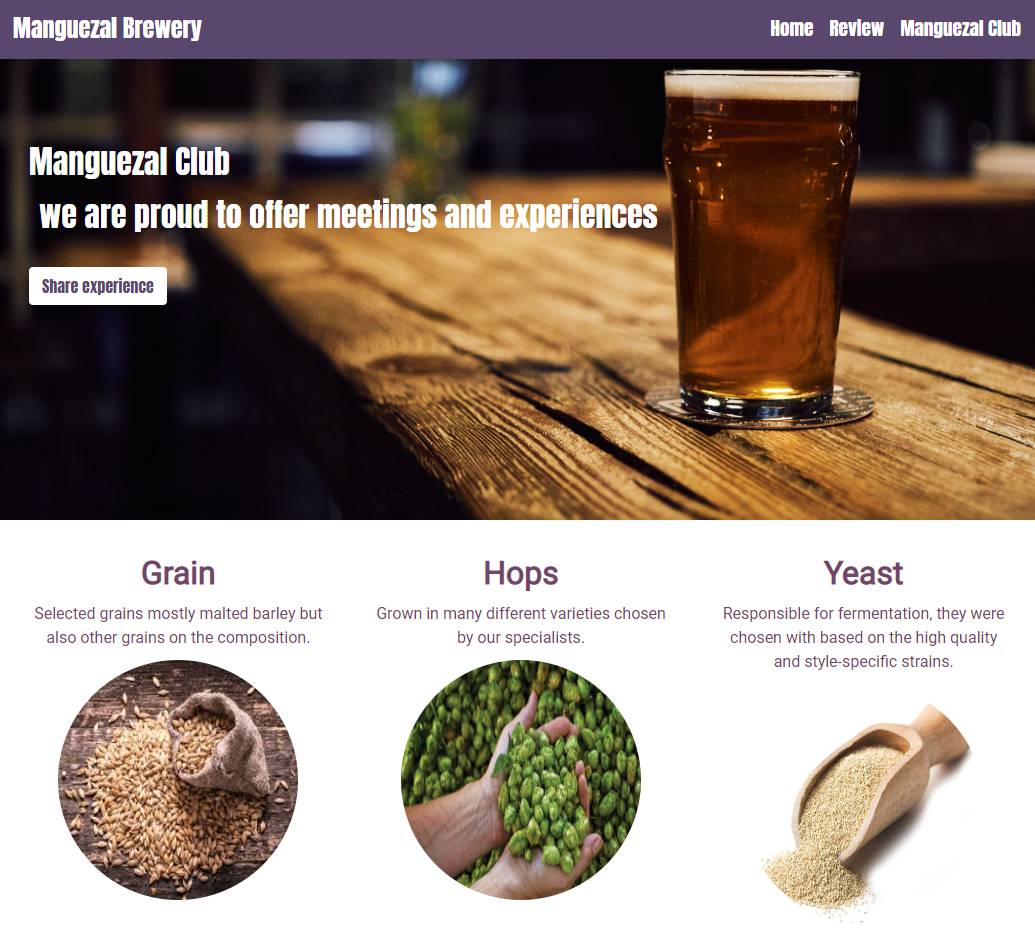 Manguezal Brewery
Home Review Manguezal Club
Manguezal Club
we are proud to offer meetings and experiences
Share experience
Grain
Selected grains mostly malted barley but
also other grains on the composition.
Hops
Grown in many different varieties chosen
by our specialists.
Yeast
Responsible for fermentation, they were
chosen with based on the high quality
and style-specific strains.